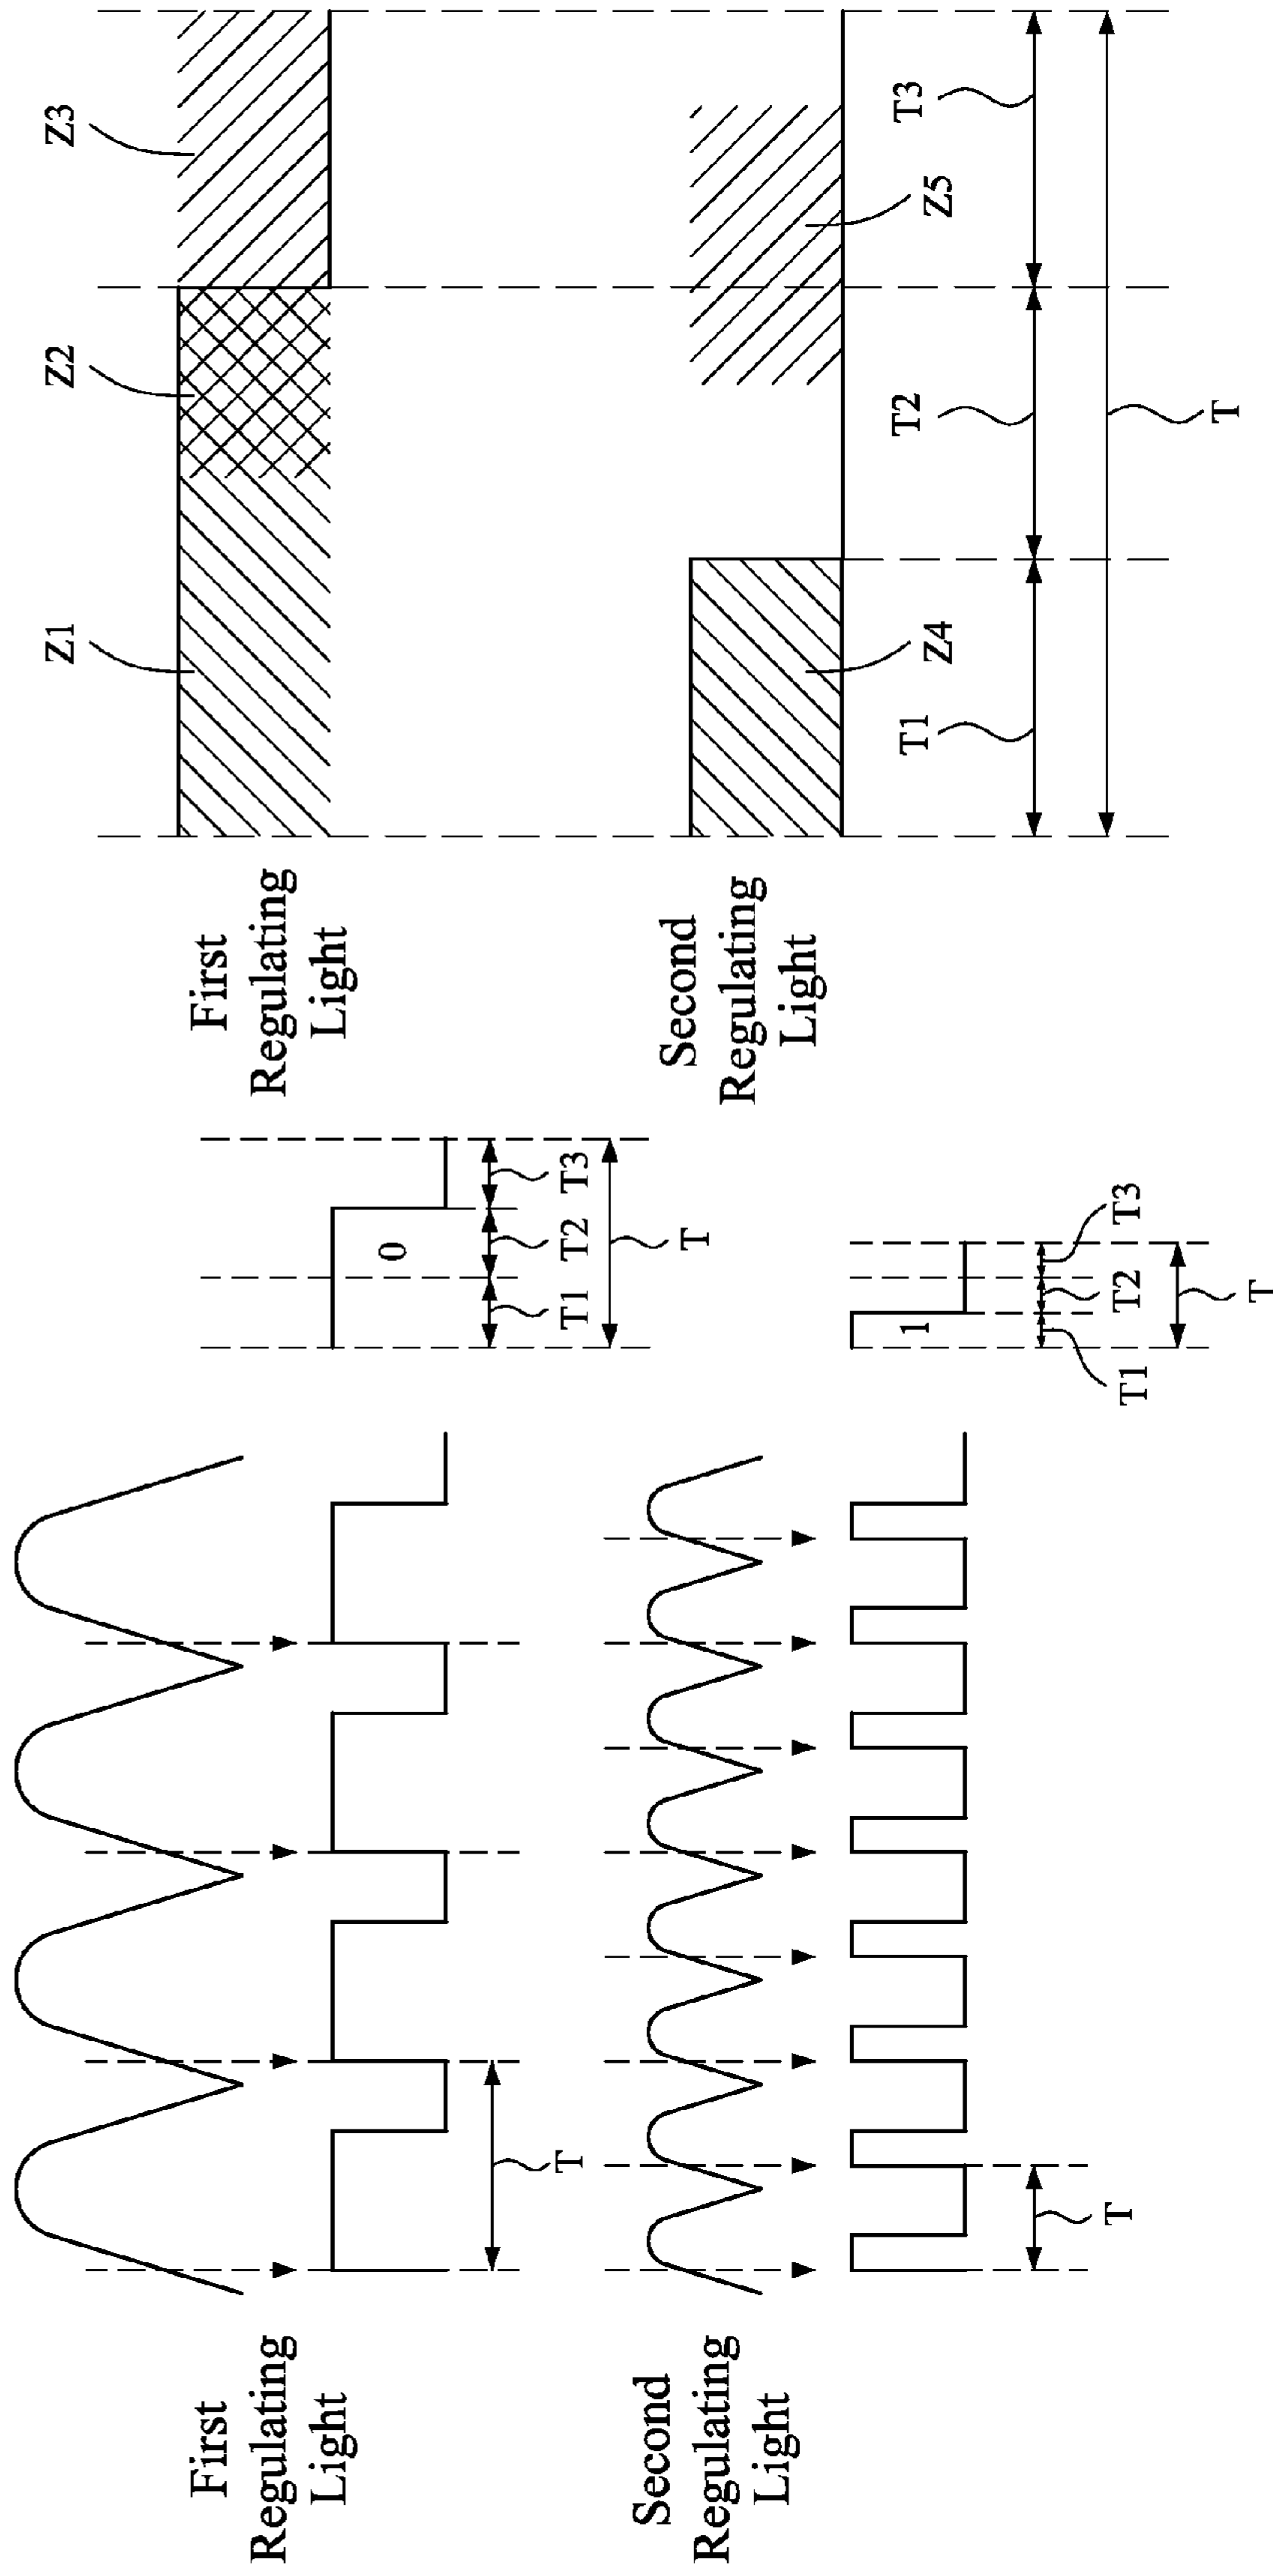 First
Regulating
Light
T
Second
Regulating
Light
T
0
T1
T2
T3
T
1
T1
T2
T3
T
First
Regulating
Light
Z1
Z2
Z3
Second
Regulating
Light
Z4
Z5
T1
T2
T3
T